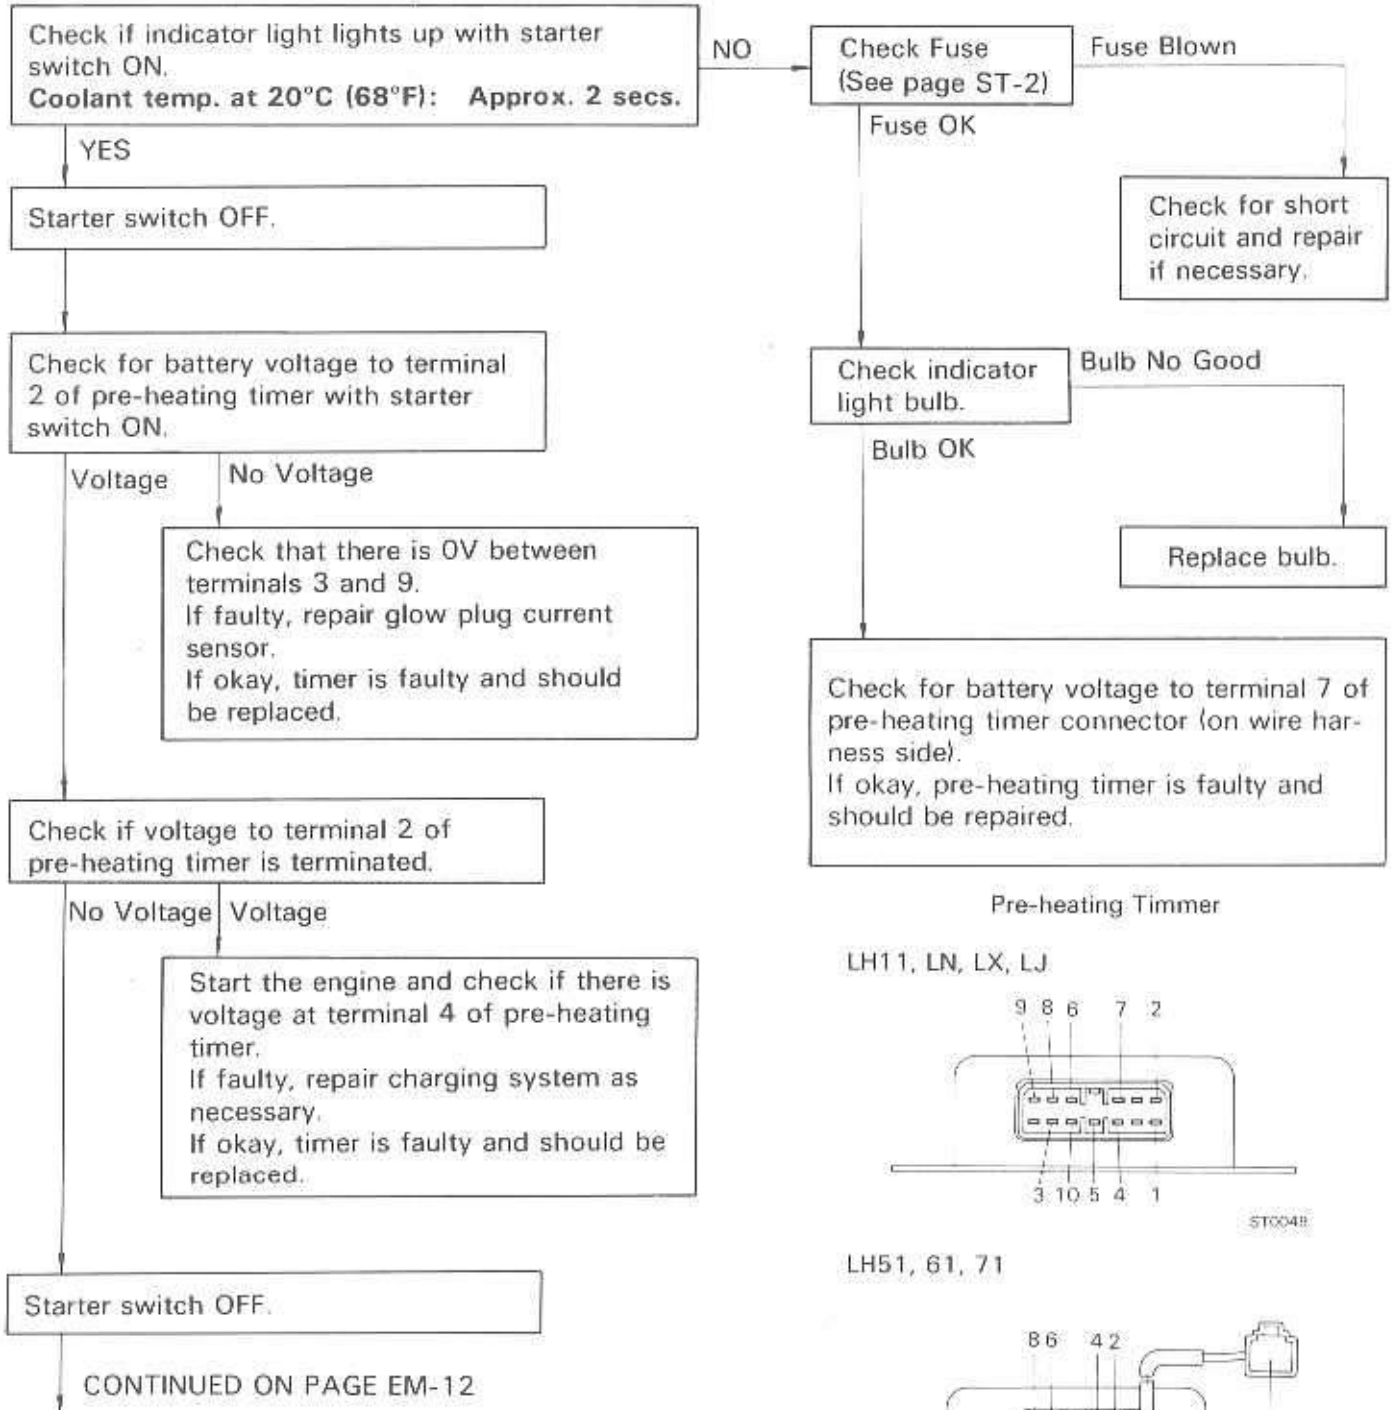 Check if indicator light lights up with starter
switch ON.
Coolant temp. at 20°C (68°F): Approx. 2 secs.
NO
Check Fuse
(See page ST-2)
Fuse Blown
YES
Fuse OK
Starter switch OFF.
Check for short
circuit and repair
if necessary.
Check for battery voltage to terminal
2 of pre-heating timer with starter
switch ON.
Check indicator
light bulb.
Bulb No Good
Voltage
No Voltage
Bulb OK
Replace bulb.
Check that there is 0V between
terminals 3 and 9.
If faulty, repair glow plug current
sensor.
If okay, timer is faulty and should
be replaced.
Check for battery voltage to terminal 7 of
pre-heating timer connector (on wire har-
ness side).
If okay, pre-heating timer is faulty and
should be repaired.
Check if voltage to terminal 2 of
pre-heating timer is terminated.
No Voltage
Voltage
Start the engine and check if there is
voltage at terminal 4 of pre-heating
timer.
If faulty, repair charging system as
necessary.
If okay, timer is faulty and should be
replaced.
Starter switch OFF.
CONTINUED ON PAGE EM-12
Pre-heating Timmer
LH11, LN, LX, LJ
9 8 6 7 2
3 10 5 4 1
ST0048
LH51, 61, 71
8 6 4 2